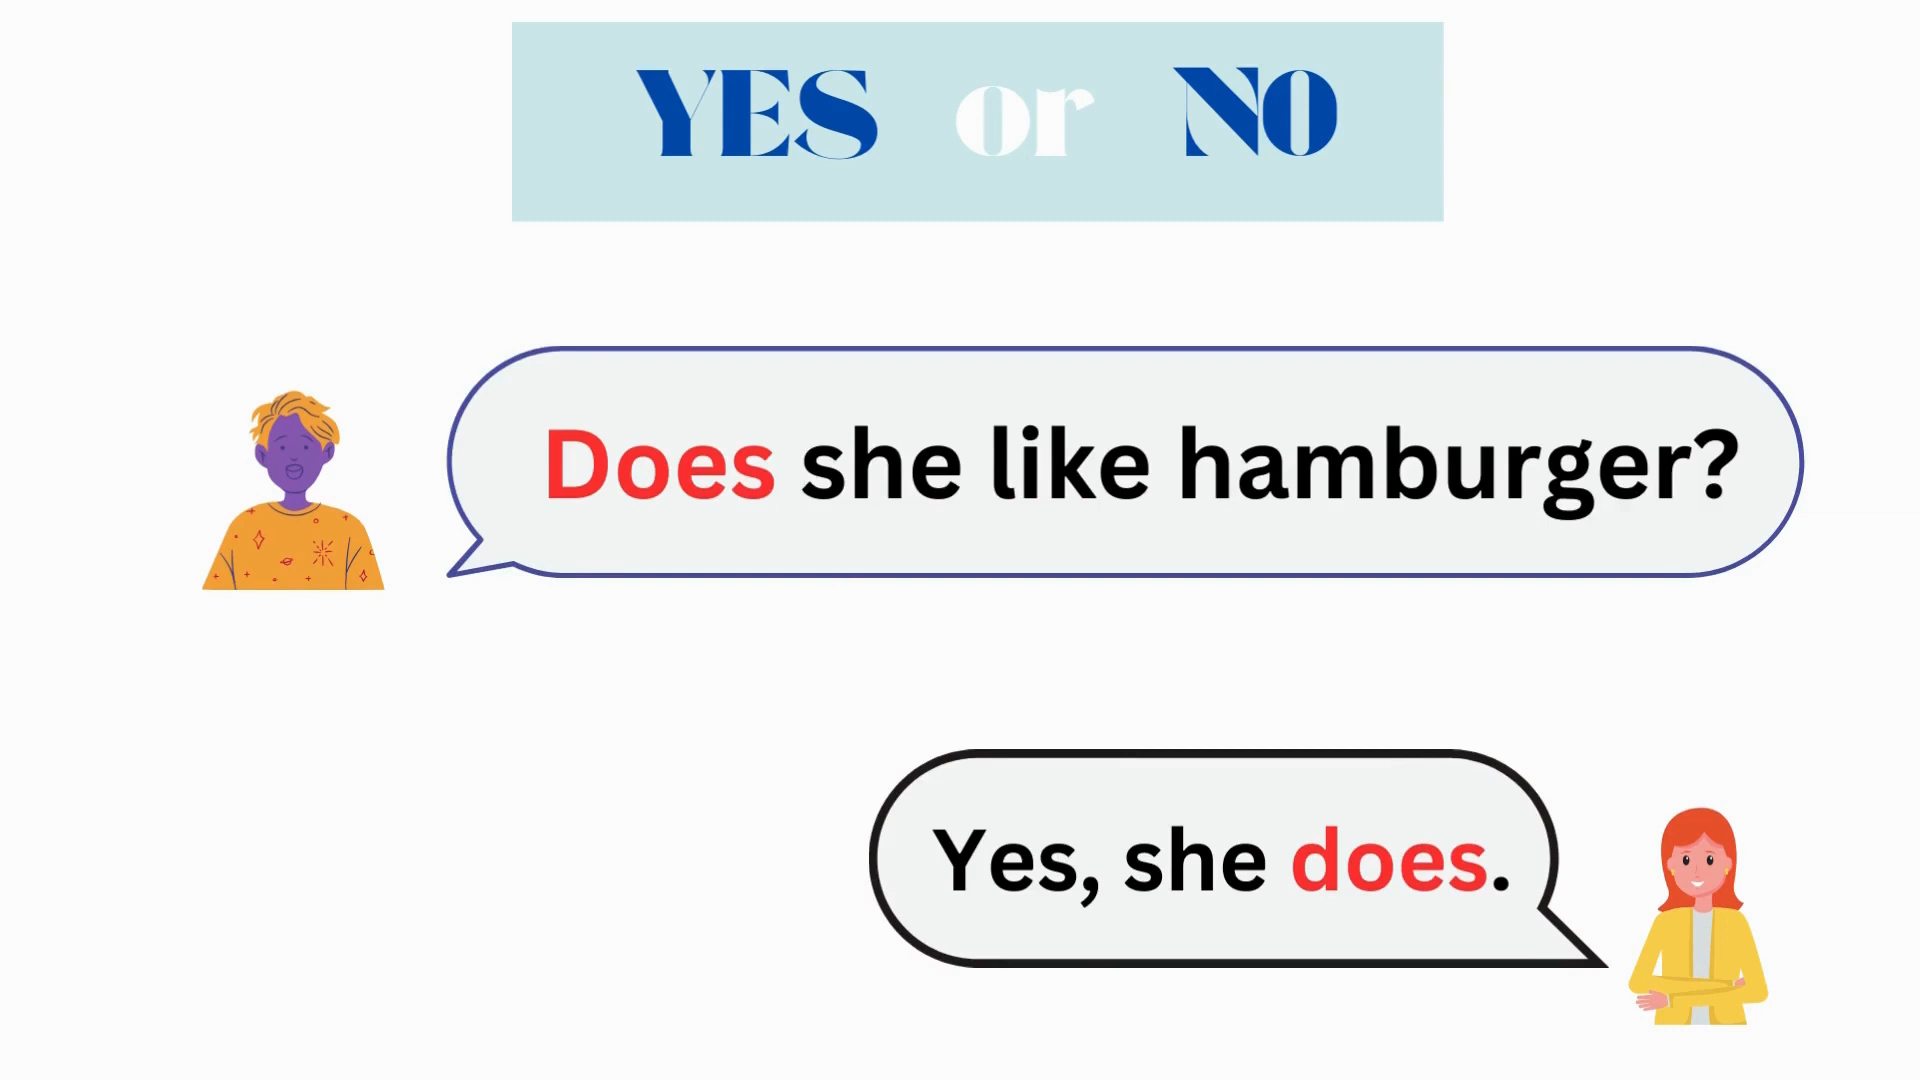 YES or NO
Does she like hamburger?
Yes, she does.